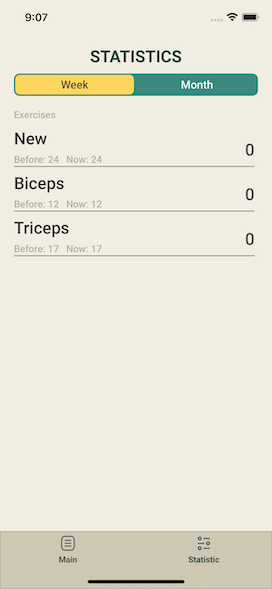 9:07
STATISTICS
Week Month
Exercises
New
0
Before: 24 Now: 24
Biceps
0
Before: 12 Now: 12
Triceps
0
Before: 17 Now: 17
Main Statistic